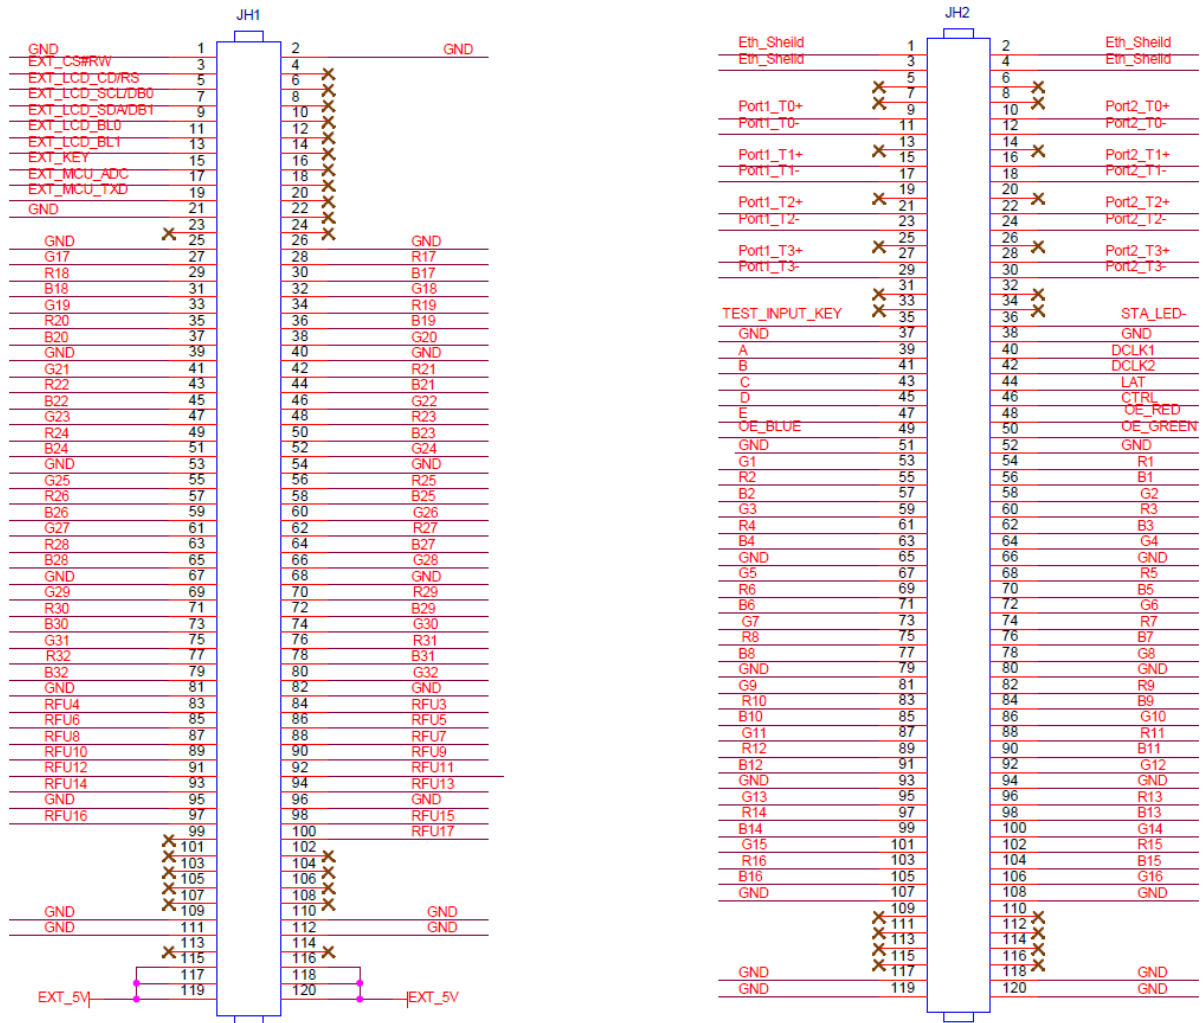 JH1
GND 1 2 GND
EXT_CS#RW 3 4
EXT_LCD_CD/RS 5 6
EXT_LCD_SCL/DB0 7 8
EXT_LCD_SDA/DB1 9 10
EXT_LCD_BL0 11 12
EXT_LCD_BL1 13 14
EXT_KEY 15 16
EXT_MCU_ADC 17 18
EXT_MCU_TXD 19 20
GND 21 22
23 24
GND 25 26 GND
G17 27 28 R17
R18 29 30 B17
B18 31 32 G18
G19 33 34 R19
R20 35 36 B19
B20 37 38 G20
GND 39 40 GND
G21 41 42 R21
R22 43 44 B21
B22 45 46 G22
G23 47 48 R23
R24 49 50 B23
B24 51 52 G24
GND 53 54 GND
G25 55 56 R25
R26 57 58 B25
B26 59 60 G26
G27 61 62 R27
R28 63 64 B27
B28 65 66 G28
GND 67 68 GND
G29 69 70 R29
R30 71 72 B29
B30 73 74 G30
G31 75 76 R31
R32 77 78 B31
B32 79 80 G32
GND 81 82 GND
RFU4 83 84 RFU3
RFU6 85 86 RFU5
RFU8 87 88 RFU7
RFU10 89 90 RFU9
RFU12 91 92 RFU11
RFU14 93 94 RFU13
GND 95 96 GND
RFU16 97 98 RFU15
99 100 RFU17
101 102
103 104
105 106
107 108
GND 109 110 GND
GND 111 112 GND
113 114
115 116
117 118
EXT_5V 119 120 EXT_5V
JH2
Eth_Sheild 1 2 Eth_Sheild
Eth_Sheild 3 4 Eth_Sheild
5 6
7 8
Port1_T0+ 9 10 Port2_T0+
Port1_T0- 11 12 Port2_T0-
13 14
Port1_T1+ 15 16 Port2_T1+
Port1_T1- 17 18 Port2_T1-
19 20
Port1_T2+ 21 22 Port2_T2+
Port1_T2- 23 24 Port2_T2-
25 26
Port1_T3+ 27 28 Port2_T3+
Port1_T3- 29 30 Port2_T3-
31 32
33 34
TEST_INPUT_KEY 35 36 STA_LED-
GND 37 38 GND
A 39 40 DCLK1
B 41 42 DCLK2
C 43 44 LAT
D 45 46 CTRL
E 47 48 OE_RED
OE_BLUE 49 50 OE_GREEN
GND 51 52 GND
G1 53 54 R1
R2 55 56 B1
B2 57 58 G2
G3 59 60 R3
R4 61 62 B3
B4 63 64 G4
GND 65 66 GND
G5 67 68 R5
R6 69 70 B5
B6 71 72 G6
G7 73 74 R7
R8 75 76 B7
B8 77 78 G8
GND 79 80 GND
G9 81 82 R9
R10 83 84 B9
B10 85 86 G10
G11 87 88 R11
R12 89 90 B11
B12 91 92 G12
GND 93 94 GND
G13 95 96 R13
R14 97 98 B13
B14 99 100 G14
G15 101 102 R15
R16 103 104 B15
B16 105 106 G16
GND 107 108 GND
109 110
111 112
113 114
115 116
GND 117 118 GND
GND 119 120 GND